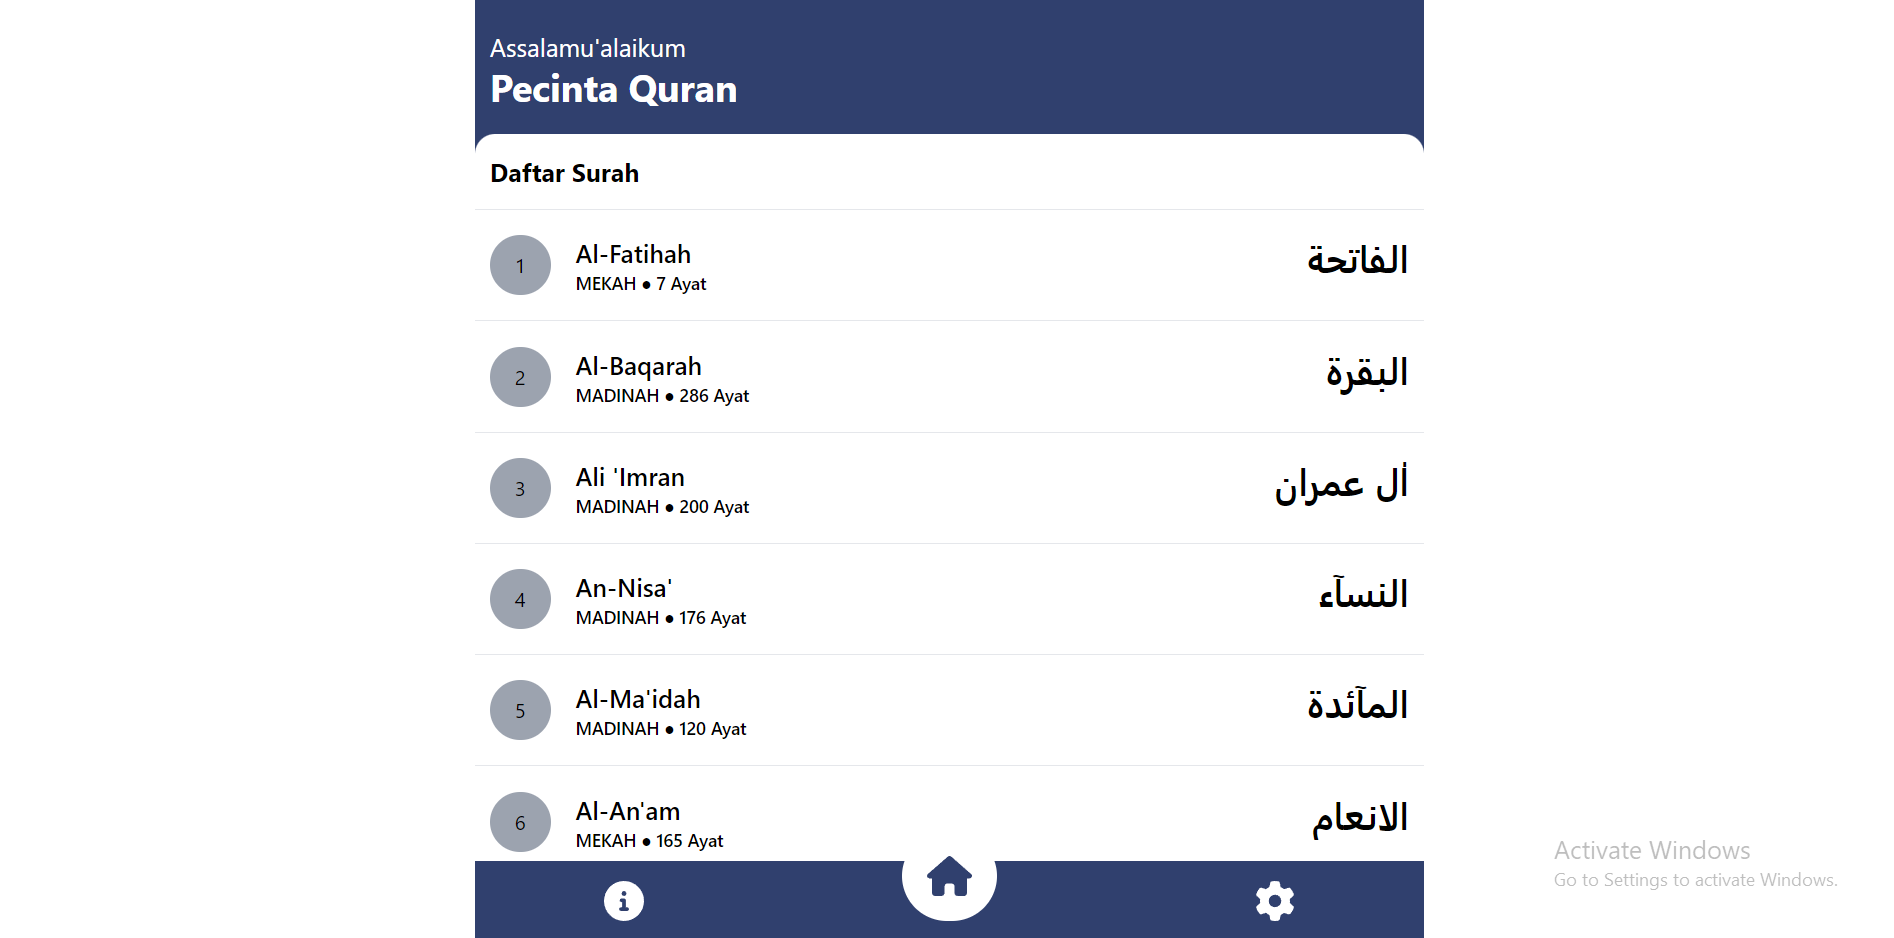 Assalamu'alaikum
Pecinta Quran
Daftar Surah
1
Al-Fatihah
MEKAH ● 7 Ayat
الفاتحة
2
Al-Baqarah
MADINAH ● 286 Ayat
البقرة
3
Ali 'Imran
MADINAH ● 200 Ayat
اٰل عمران
4
An-Nisa'
MADINAH ● 176 Ayat
النسآء
5
Al-Ma'idah
MADINAH ● 120 Ayat
المآئدة
6
Al-An'am
MEKAH ● 165 Ayat
الانعام
Activate Windows
Go to Settings to activate Windows.